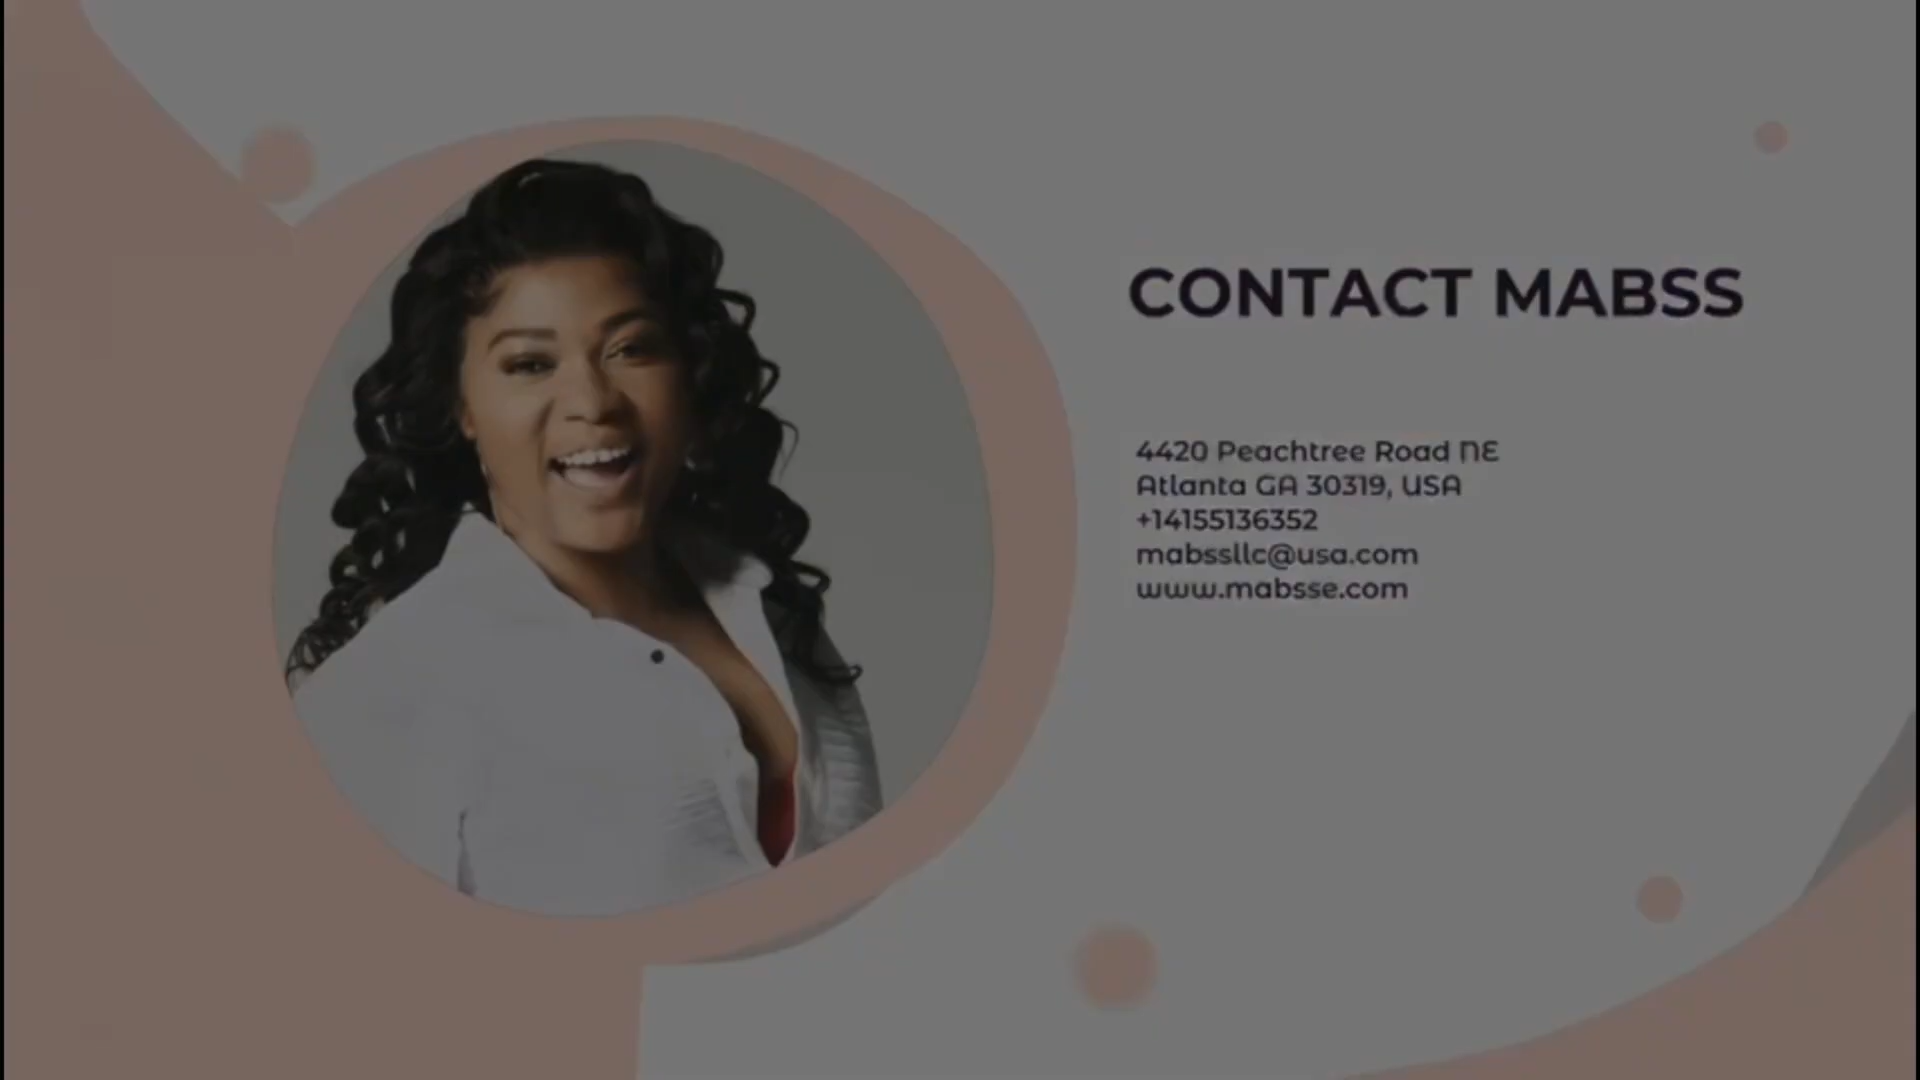 CONTACT MABSS
4420 Peachtree Road NE
Atlanta GA 30319, USA
+14155136352
mabssllc@usa.com
www.mabsse.com